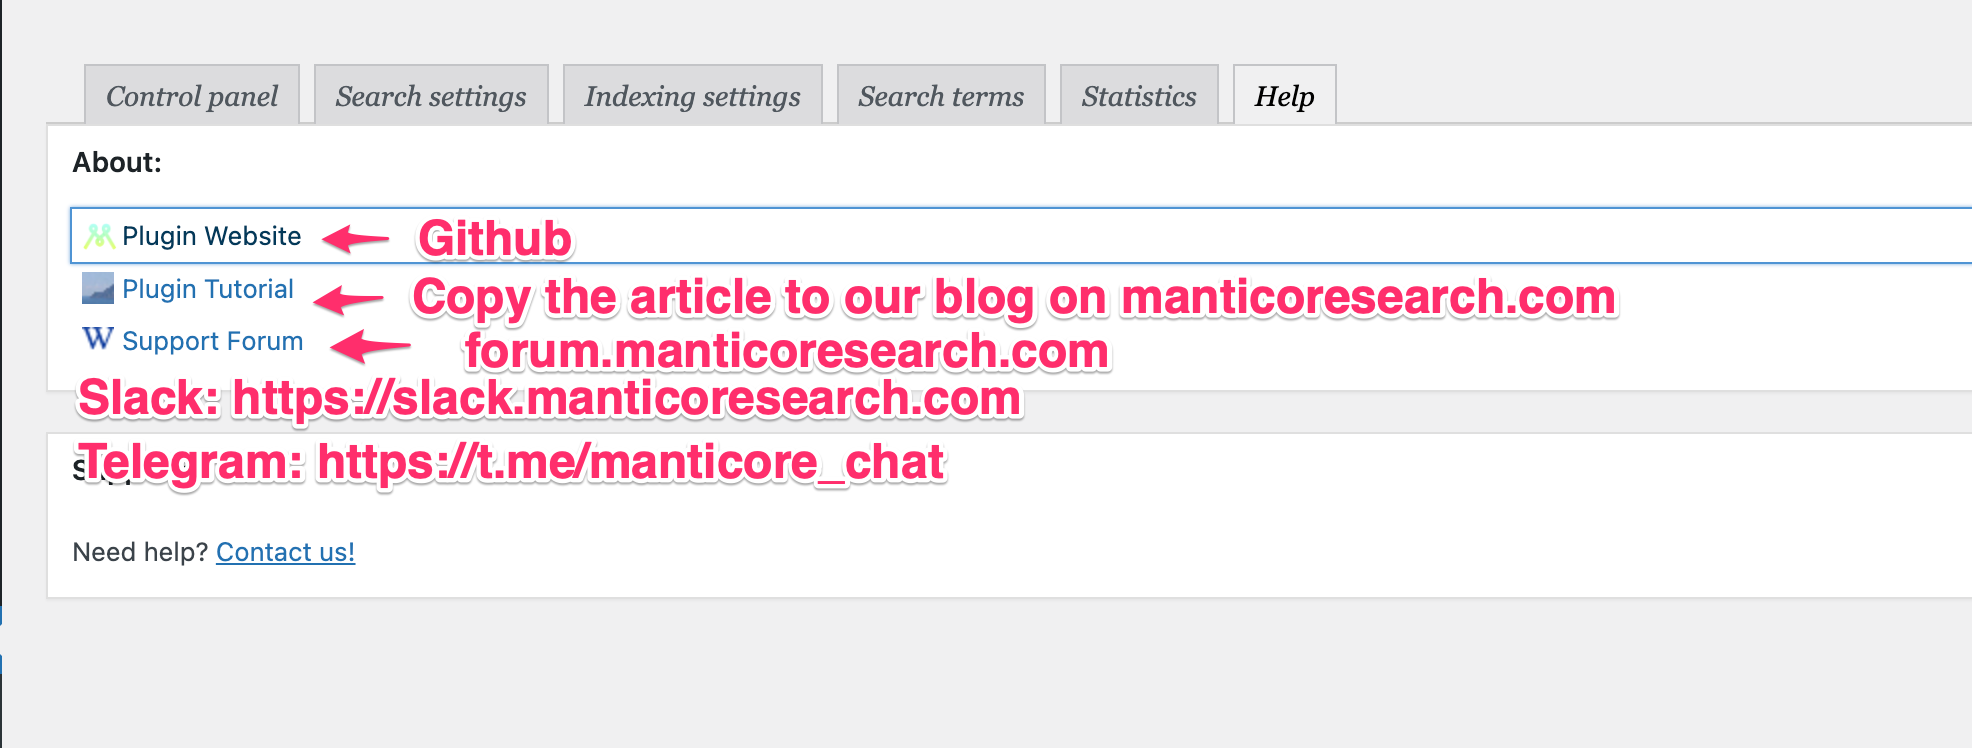 Control panel Search settings Indexing settings Search terms Statistics Help
About:
Plugin Website Github
Plugin Tutorial Copy the article to our blog on manticoresearch.com
Support Forum forum.manticoresearch.com
Slack: https://slack.manticoresearch.com
Telegram: https://t.me/manticore_chat
Need help? Contact us!